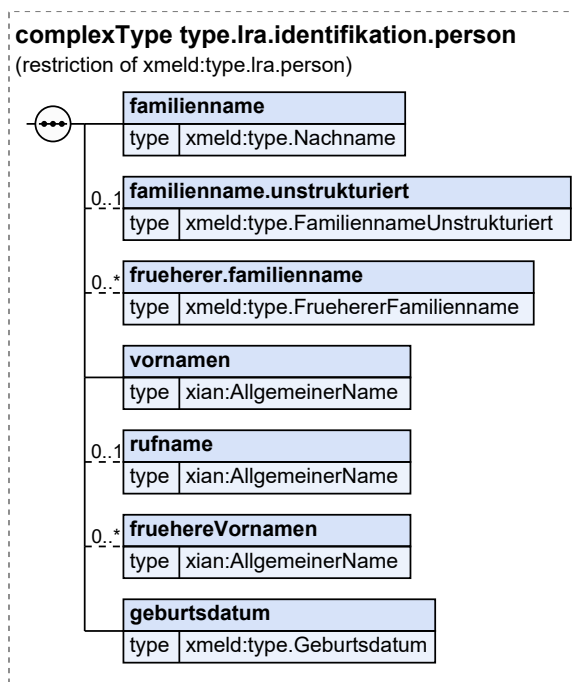 complexType type.lra.identifikation.person
(restriction of xmeld:type.lra.person)
familienname
type xmeld:type.Nachname
0..1 familienname.unstrukturiert
type xmeld:type.FamiliennameUnstrukturiert
0..* frueherer.familienname
type xmeld:type.FruehererFamilienname
vornamen
type xian:AllgemeinerName
0..1 rufname
type xian:AllgemeinerName
0..* fruehereVornamen
type xian:AllgemeinerName
geburtsdatum
type xmeld:type.Geburtsdatum